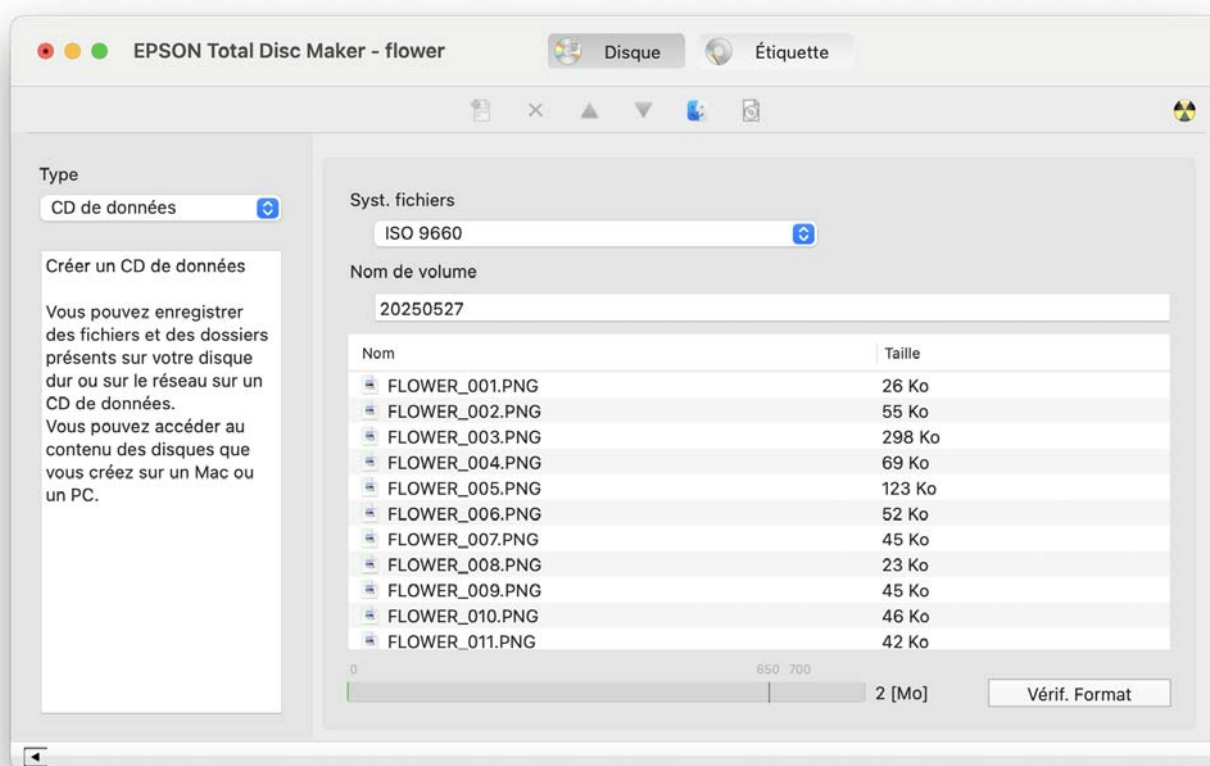 EPSON Total Disc Maker - flower
Disque
Étiquette
Type
CD de données
Créer un CD de données
Vous pouvez enregistrer
des fichiers et des dossiers
présents sur votre disque
dur ou sur le réseau sur un
CD de données.
Vous pouvez accéder au
contenu des disques que
vous créez sur un Mac ou
un PC.
Syst. fichiers
ISO 9660
Nom de volume
20250527
Nom Taille
FLOWER_001.PNG 26 Ko
FLOWER_002.PNG 55 Ko
FLOWER_003.PNG 298 Ko
FLOWER_004.PNG 69 Ko
FLOWER_005.PNG 123 Ko
FLOWER_006.PNG 52 Ko
FLOWER_007.PNG 45 Ko
FLOWER_008.PNG 23 Ko
FLOWER_009.PNG 45 Ko
FLOWER_010.PNG 46 Ko
FLOWER_011.PNG 42 Ko
0 650 700
2 [Mo]
Vérif. Format